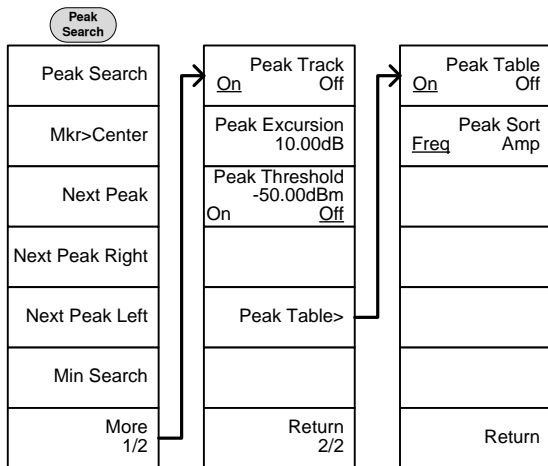 Peak
Search
Peak Search
Mkr>Center
Next Peak
Next Peak Right
Next Peak Left
Min Search
More
1/2
Peak Track
On Off
Peak Excursion
10.00dB
Peak Threshold
-50.00dBm
On Off
Peak Table>
Return
2/2
Peak Table
On Off
Peak Sort
Freq Amp
Return